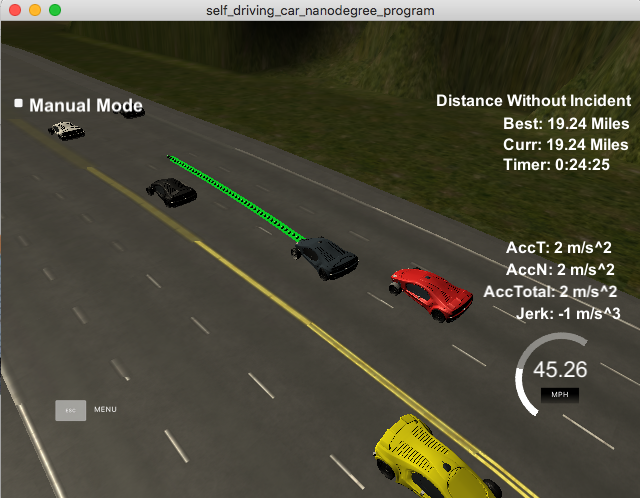 self_driving_car_nanodegree_program
Manual Mode
Distance Without Incident
Best: 19.24 Miles
Curr: 19.24 Miles
Timer: 0:24:25
AccT: 2 m/s^2
AccN: 2 m/s^2
AccTotal: 2 m/s^2
Jerk: -1 m/s^3
45.26
MPH
ESC MENU